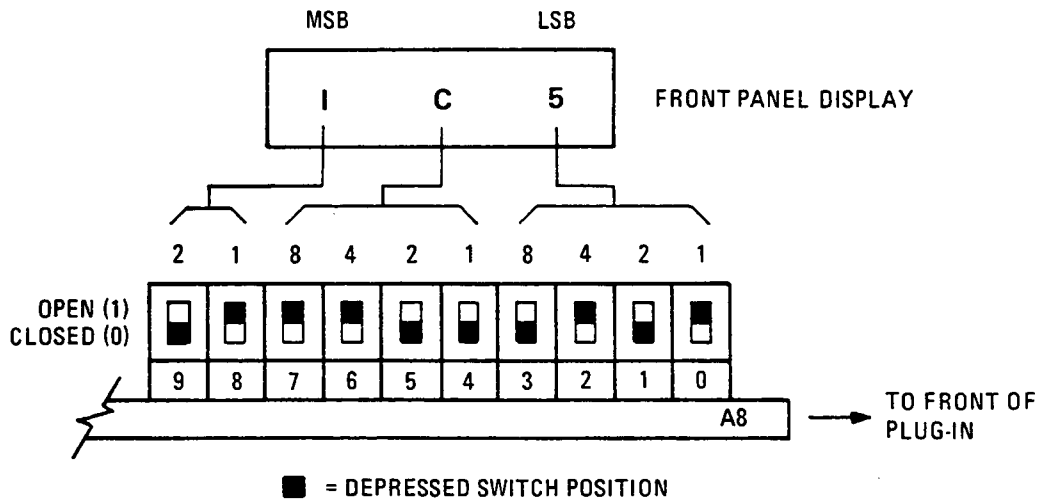 MSB LSB
I C 5
FRONT PANEL DISPLAY
2 1 8 4 2 1 8 4 2 1
OPEN (1)
CLOSED (0)
9 8 7 6 5 4 3 2 1 0
A8
TO FRONT OF
PLUG-IN
= DEPRESSED SWITCH POSITION